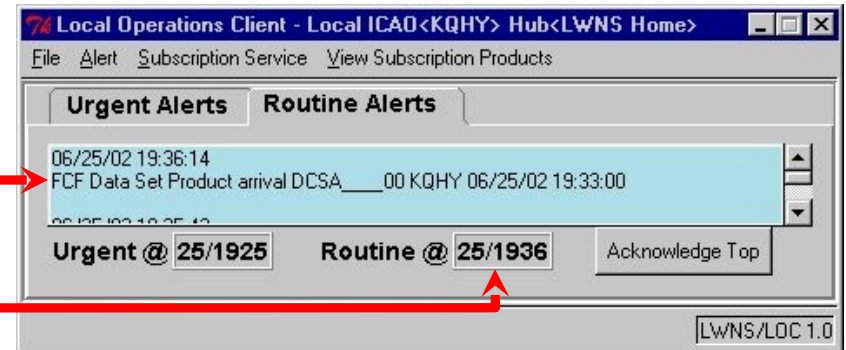 Local Operations Client - Local ICAO<KQHY> Hub<LWNS Home>
File Alert Subscription Service View Subscription Products
Urgent Alerts Routine Alerts
06/25/02 19:36:14
FCF Data Set Product arrival DCSA____00 KQHY 06/25/02 19:33:00
Urgent @ 25/1925 Routine @ 25/1936 Acknowledge Top
LWNS/LOC 1.0